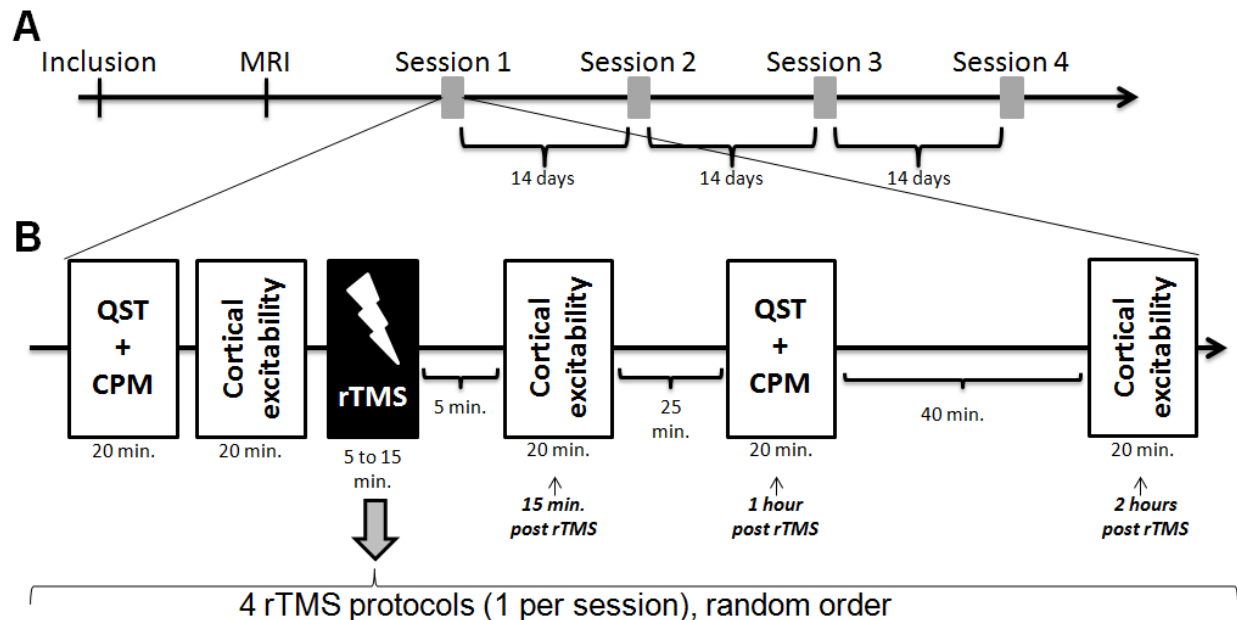 A
Inclusion
MRI
Session 1
Session 2
Session 3
Session 4
14 days
14 days
14 days
B
QST
+
CPM
20 min.
Cortical
excitability
20 min.
rTMS
5 to 15
min.
5 min.
Cortical
excitability
20 min.
15 min.
post rTMS
25
min.
QST
+
CPM
20 min.
1 hour
post rTMS
40 min.
Cortical
excitability
20 min.
2 hours
post rTMS
4 rTMS protocols (1 per session), random order